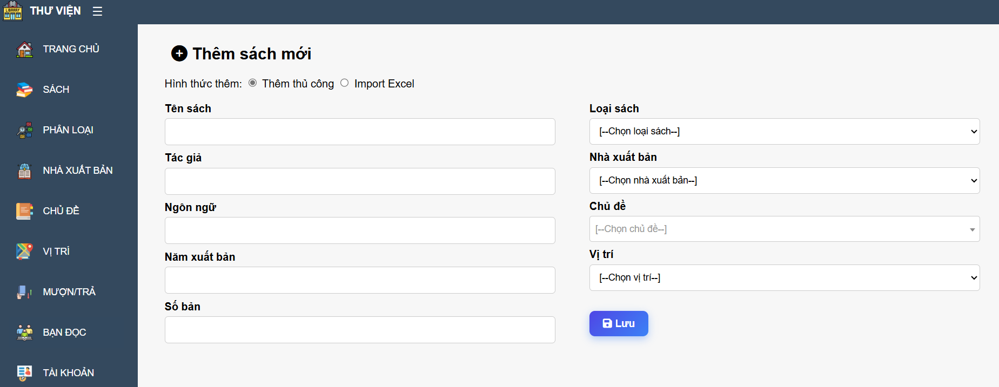 LIBRARY
THƯ VIỆN
TRANG CHỦ
SÁCH
PHÂN LOẠI
NHÀ XUẤT BẢN
CHỦ ĐỀ
VỊ TRÍ
MƯỢN/TRẢ
BẠN ĐỌC
TÀI KHOẢN
Thêm sách mới
Hình thức thêm: Thêm thủ công Import Excel
Tên sách
Tác giả
Ngôn ngữ
Năm xuất bản
Số bản
Loại sách
[--Chọn loại sách--]
Nhà xuất bản
[--Chọn nhà xuất bản--]
Chủ đề
[--Chọn chủ đề--]
Vị trí
[--Chọn vị trí--]
Lưu